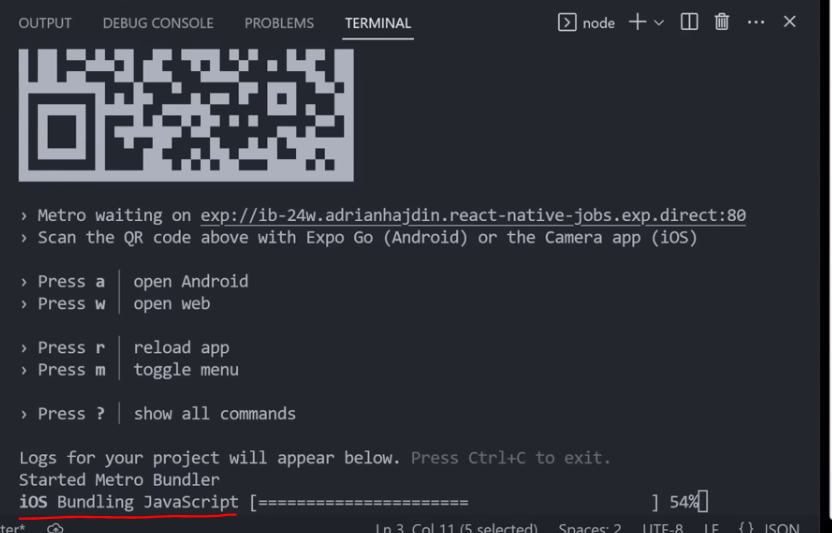 OUTPUT DEBUG CONSOLE PROBLEMS TERMINAL node
› Metro waiting on exp://ib-24w.adrianhajdin.react-native-jobs.exp.direct:80
› Scan the QR code above with Expo Go (Android) or the Camera app (iOS)
› Press a │ open Android
› Press w │ open web
› Press r │ reload app
› Press m │ toggle menu
› Press ? │ show all commands
Logs for your project will appear below. Press Ctrl+C to exit.
Started Metro Bundler
iOS Bundling JavaScript [====================== ] 54%
ter* Ln 3, Col 11 (5 selected) Spaces: 2 UTF-8 LF {} JSON